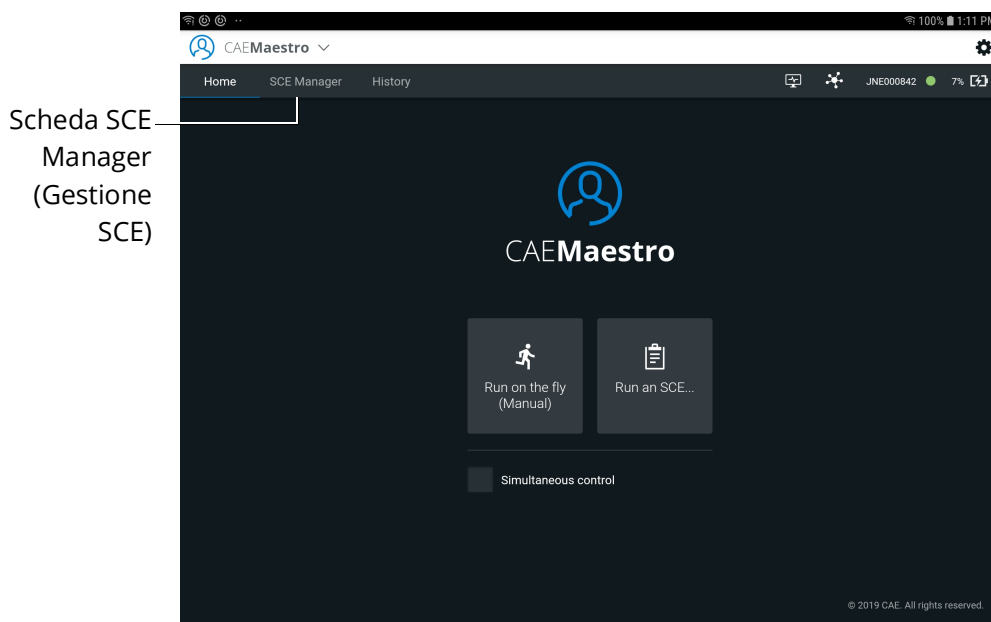 100% 1:11 PM
CAEMaestro
Home SCE Manager History JNE000842 7%
Scheda SCE
Manager
(Gestione
SCE)
CAEMaestro
Run on the fly
(Manual)
Run an SCE...
Simultaneous control
© 2019 CAE. All rights reserved.